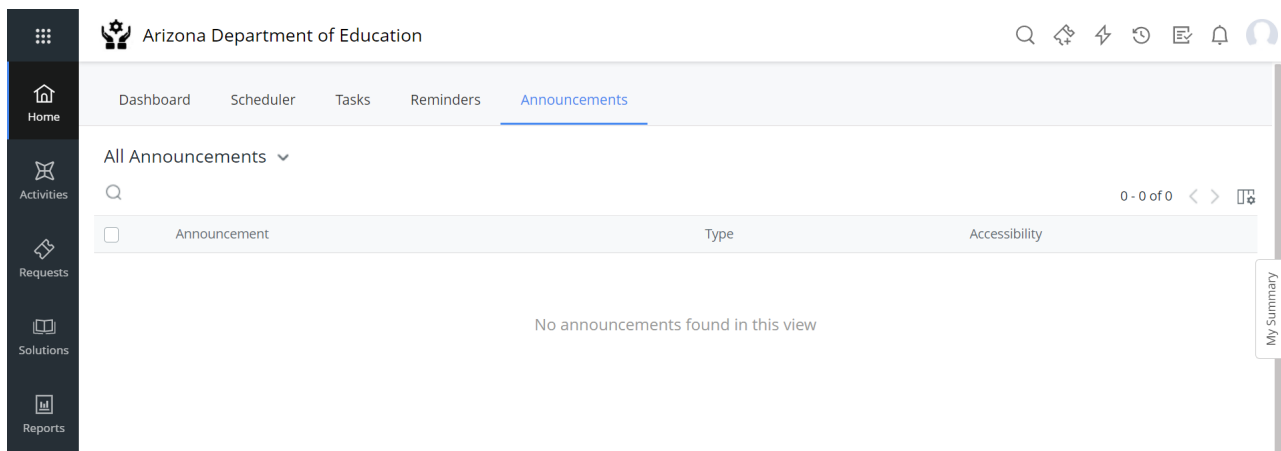 Arizona Department of Education
Home
Activities
Requests
Solutions
Reports
Dashboard Scheduler Tasks Reminders Announcements
All Announcements
0 - 0 of 0
Announcement Type Accessibility
No announcements found in this view
My Summary